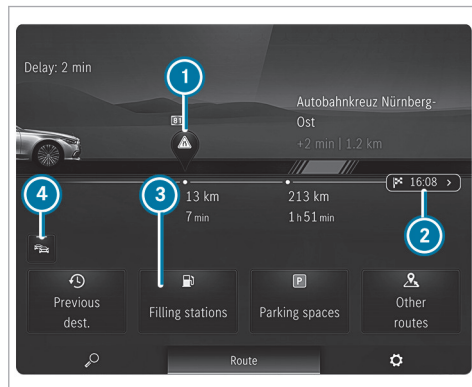 Delay: 2 min
1
Autobahnkreuz Nürnberg-
Ost
+2 min | 1.2 km
16:08 >
4
3
13 km
213 km
7 min
1 h 51 min
2
Previous
dest.
Filling stations
P
Parking spaces
Other
routes
Route